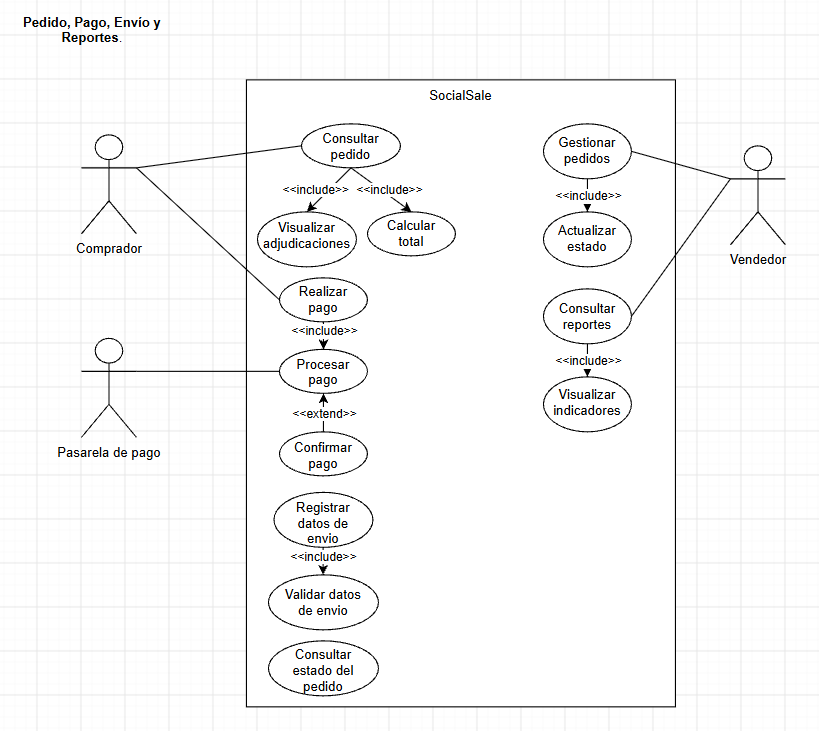 Pedido, Pago, Envío y
Reportes.
SocialSale
Consultar
pedido
<<include>>
<<include>>
Visualizar
adjudicaciones
Calcular
total
Comprador
Realizar
pago
<<include>>
Procesar
pago
<<extend>>
Confirmar
pago
Pasarela de pago
Registrar
datos de
envio
<<include>>
Validar datos
de envio
Consultar
estado del
pedido
Gestionar
pedidos
<<include>>
Actualizar
estado
Vendedor
Consultar
reportes
<<include>>
Visualizar
indicadores